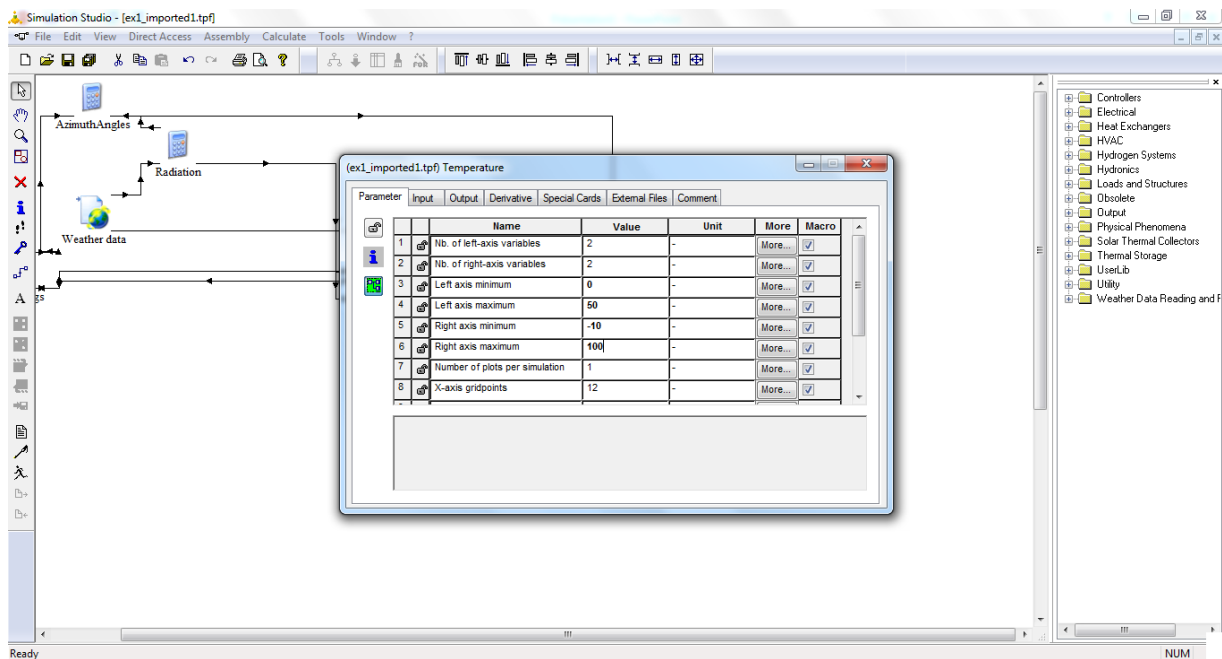 Simulation Studio - [ex1_imported1.tpf]
File Edit View Direct Access Assembly Calculate Tools Window ?
AzimuthAngles
Radiation
Weather data
gs
(ex1_imported1.tpf) Temperature
Parameter Input Output Derivative Special Cards External Files Comment
Name Value Unit More Macro
1 Nb. of left-axis variables 2 - More...
2 Nb. of right-axis variables 2 - More...
3 Left axis minimum 0 - More...
4 Left axis maximum 50 - More...
5 Right axis minimum -10 - More...
6 Right axis maximum 100 - More...
7 Number of plots per simulation 1 - More...
8 X-axis gridpoints 12 - More...
Controllers
Electrical
Heat Exchangers
HVAC
Hydrogen Systems
Hydronics
Loads and Structures
Obsolete
Output
Physical Phenomena
Solar Thermal Collectors
Thermal Storage
UserLib
Utility
Weather Data Reading and F
Ready
NUM